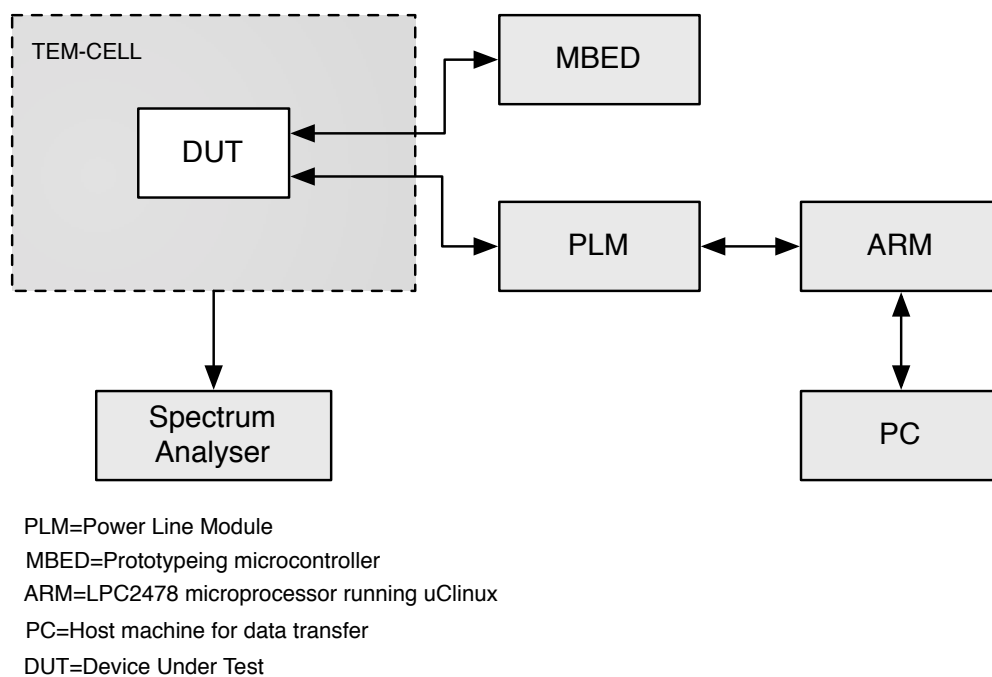 TEM-CELL
MBED
DUT
PLM
ARM
Spectrum
Analyser
PC
PLM=Power Line Module
MBED=Prototypeing microcontroller
ARM=LPC2478 microprocessor running uClinux
PC=Host machine for data transfer
DUT=Device Under Test